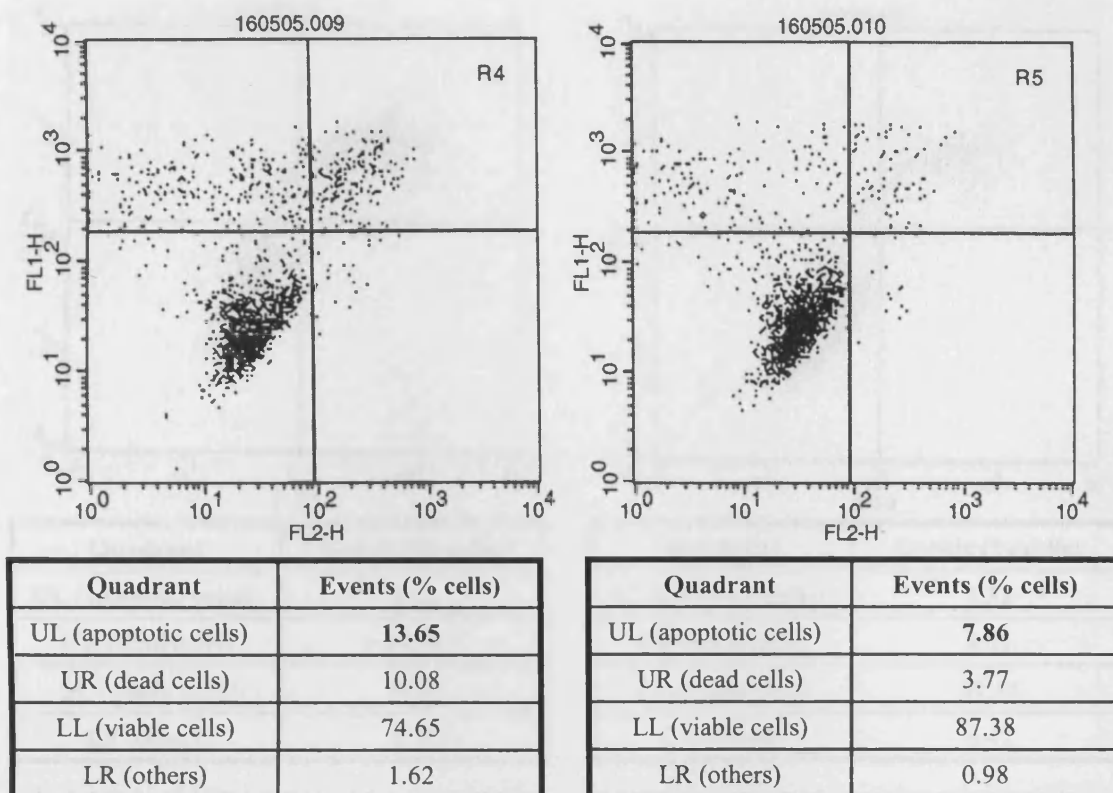 160505.009
R4
10^4
10^3
10^2
10^1
10^0
FL1-H
10^0 10^1 10^2 10^3 10^4
FL2-H
Quadrant Events (% cells)
UL (apoptotic cells) 13.65
UR (dead cells) 10.08
LL (viable cells) 74.65
LR (others) 1.62
160505.010
R5
10^4
10^3
10^2
10^1
10^0
FL1-H
10^0 10^1 10^2 10^3 10^4
FL2-H
Quadrant Events (% cells)
UL (apoptotic cells) 7.86
UR (dead cells) 3.77
LL (viable cells) 87.38
LR (others) 0.98